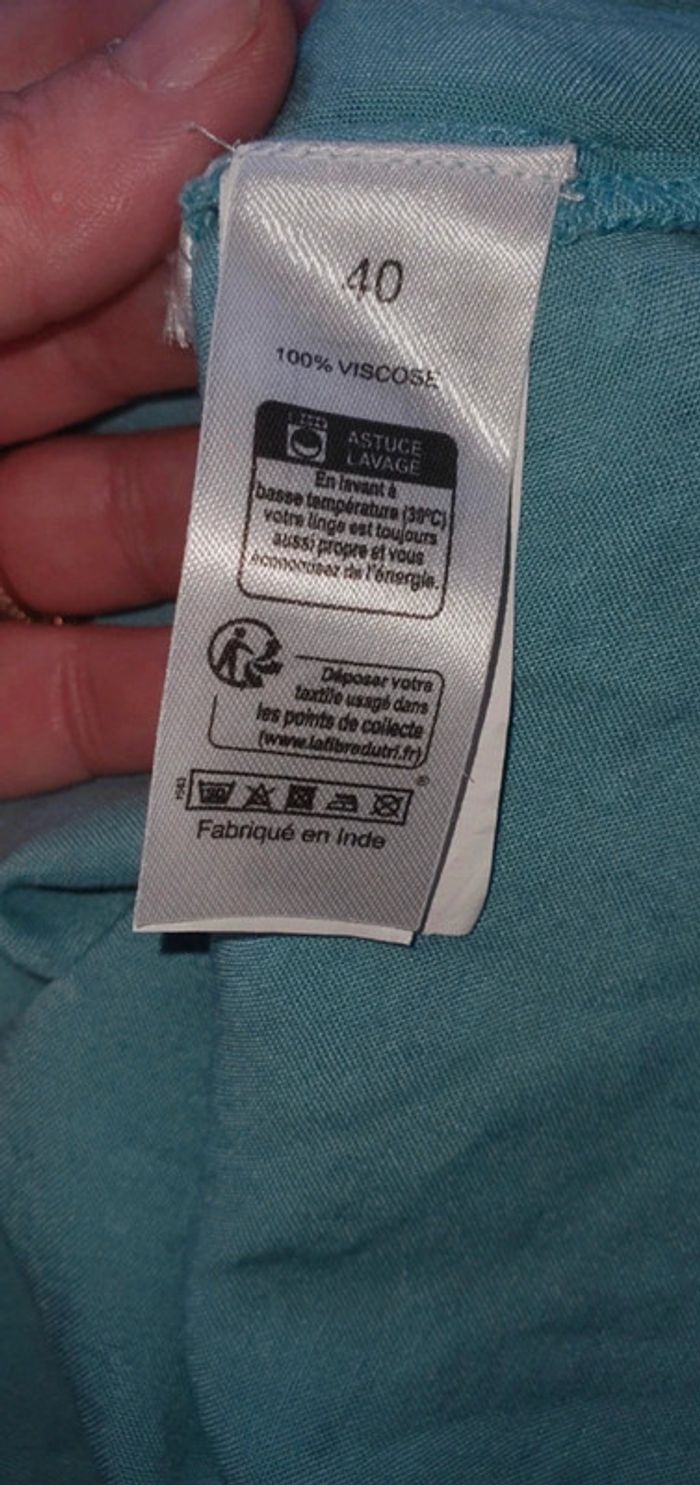 40
100% VISCOSE
ASTUCE
LAVAGE
En lavant à
basse température (30°C)
votre linge est toujours
aussi propre et vous
économisez de l'énergie.
Déposer votre
textile usagé dans
les points de collecte
(www.lafibredutri.fr)
30
®
Fabriqué en Inde